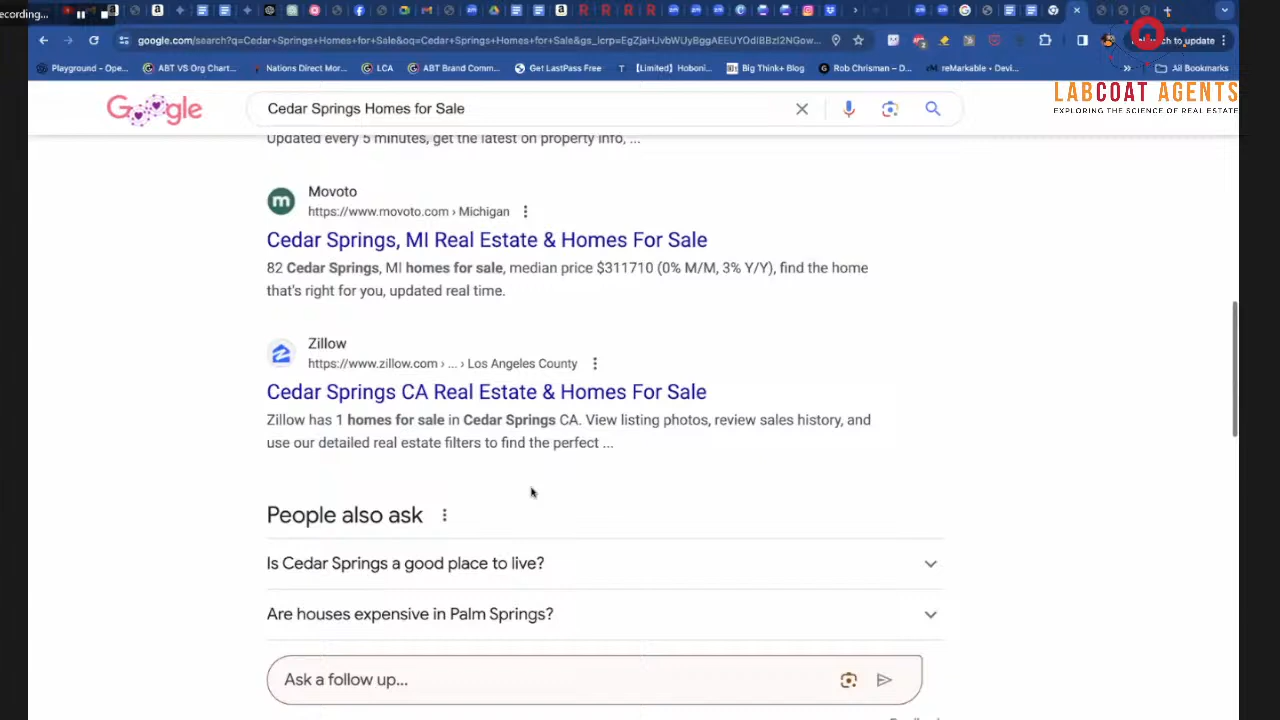 ecording...
google.com/search?q=Cedar+Springs+Homes+for+Sale&oq=Cedar+Springs+Homes+for+Sale&gs_lcrp=EgZjaHJvbWUyBggAEEUYOdIBBzI2NGow...
to update
Playground - Ope...
ABT VS Org Chart...
Nations Direct Mor...
LCA
ABT Brand Comm...
Get LastPass Free
T 【Limited】Hoboni...
Big Think+ Blog
Rob Chrisman – D...
reMarkable • Devi...
»
All Bookmarks
LABCOAT AGENTS
EXPLORING THE SCIENCE OF REAL ESTATE
Google
Cedar Springs Homes for Sale
Updated every 5 minutes, get the latest on property info, ...
Movoto
https://www.movoto.com › Michigan
Cedar Springs, MI Real Estate & Homes For Sale
82 Cedar Springs, MI homes for sale, median price $311710 (0% M/M, 3% Y/Y), find the home
that's right for you, updated real time.
Zillow
https://www.zillow.com › ... › Los Angeles County
Cedar Springs CA Real Estate & Homes For Sale
Zillow has 1 homes for sale in Cedar Springs CA. View listing photos, review sales history, and
use our detailed real estate filters to find the perfect ...
People also ask
Is Cedar Springs a good place to live?
Are houses expensive in Palm Springs?
Ask a follow up...